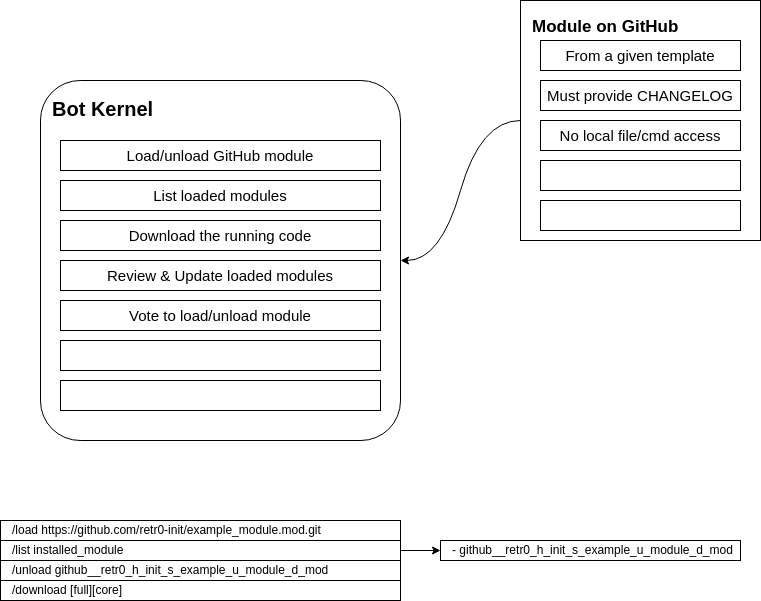 Module on GitHub
From a given template
Must provide CHANGELOG
No local file/cmd access
Bot Kernel
Load/unload GitHub module
List loaded modules
Download the running code
Review & Update loaded modules
Vote to load/unload module
/load https://github.com/retr0-init/example_module.mod.git
/list installed_module
- github__retr0_h_init_s_example_u_module_d_mod
/unload github__retr0_h_init_s_example_u_module_d_mod
/download [full][core]